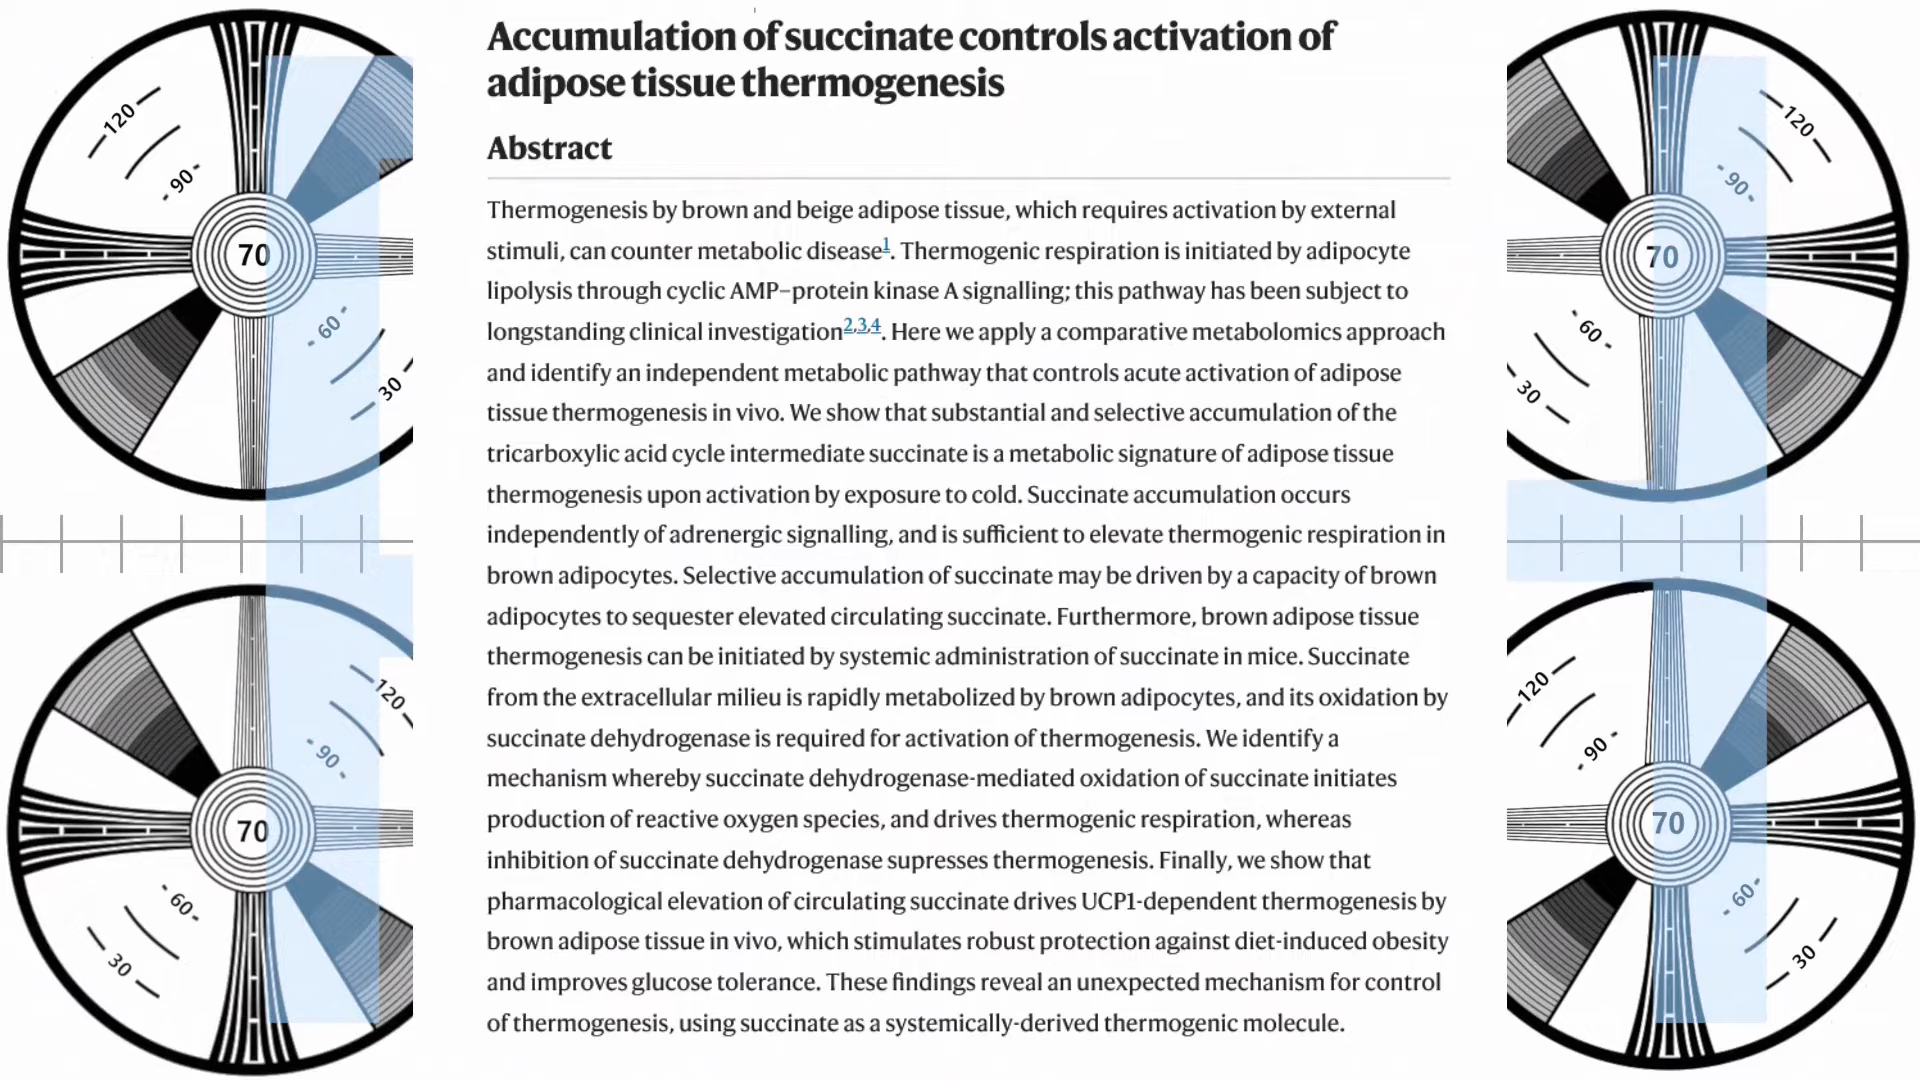 Accumulation of succinate controls activation of
adipose tissue thermogenesis
Abstract
Thermogenesis by brown and beige adipose tissue, which requires activation by external
stimuli, can counter metabolic disease1. Thermogenic respiration is initiated by adipocyte
lipolysis through cyclic AMP–protein kinase A signalling; this pathway has been subject to
longstanding clinical investigation2,3,4. Here we apply a comparative metabolomics approach
and identify an independent metabolic pathway that controls acute activation of adipose
tissue thermogenesis in vivo. We show that substantial and selective accumulation of the
tricarboxylic acid cycle intermediate succinate is a metabolic signature of adipose tissue
thermogenesis upon activation by exposure to cold. Succinate accumulation occurs
independently of adrenergic signalling, and is sufficient to elevate thermogenic respiration in
brown adipocytes. Selective accumulation of succinate may be driven by a capacity of brown
adipocytes to sequester elevated circulating succinate. Furthermore, brown adipose tissue
thermogenesis can be initiated by systemic administration of succinate in mice. Succinate
from the extracellular milieu is rapidly metabolized by brown adipocytes, and its oxidation by
succinate dehydrogenase is required for activation of thermogenesis. We identify a
mechanism whereby succinate dehydrogenase-mediated oxidation of succinate initiates
production of reactive oxygen species, and drives thermogenic respiration, whereas
inhibition of succinate dehydrogenase supresses thermogenesis. Finally, we show that
pharmacological elevation of circulating succinate drives UCP1-dependent thermogenesis by
brown adipose tissue in vivo, which stimulates robust protection against diet-induced obesity
and improves glucose tolerance. These findings reveal an unexpected mechanism for control
of thermogenesis, using succinate as a systemically-derived thermogenic molecule.
120
- 90 -
70
- 60 -
30
120
- 90 -
70
- 60 -
30
120
- 90 -
70
- 60 -
30
120
- 90 -
70
- 60 -
30